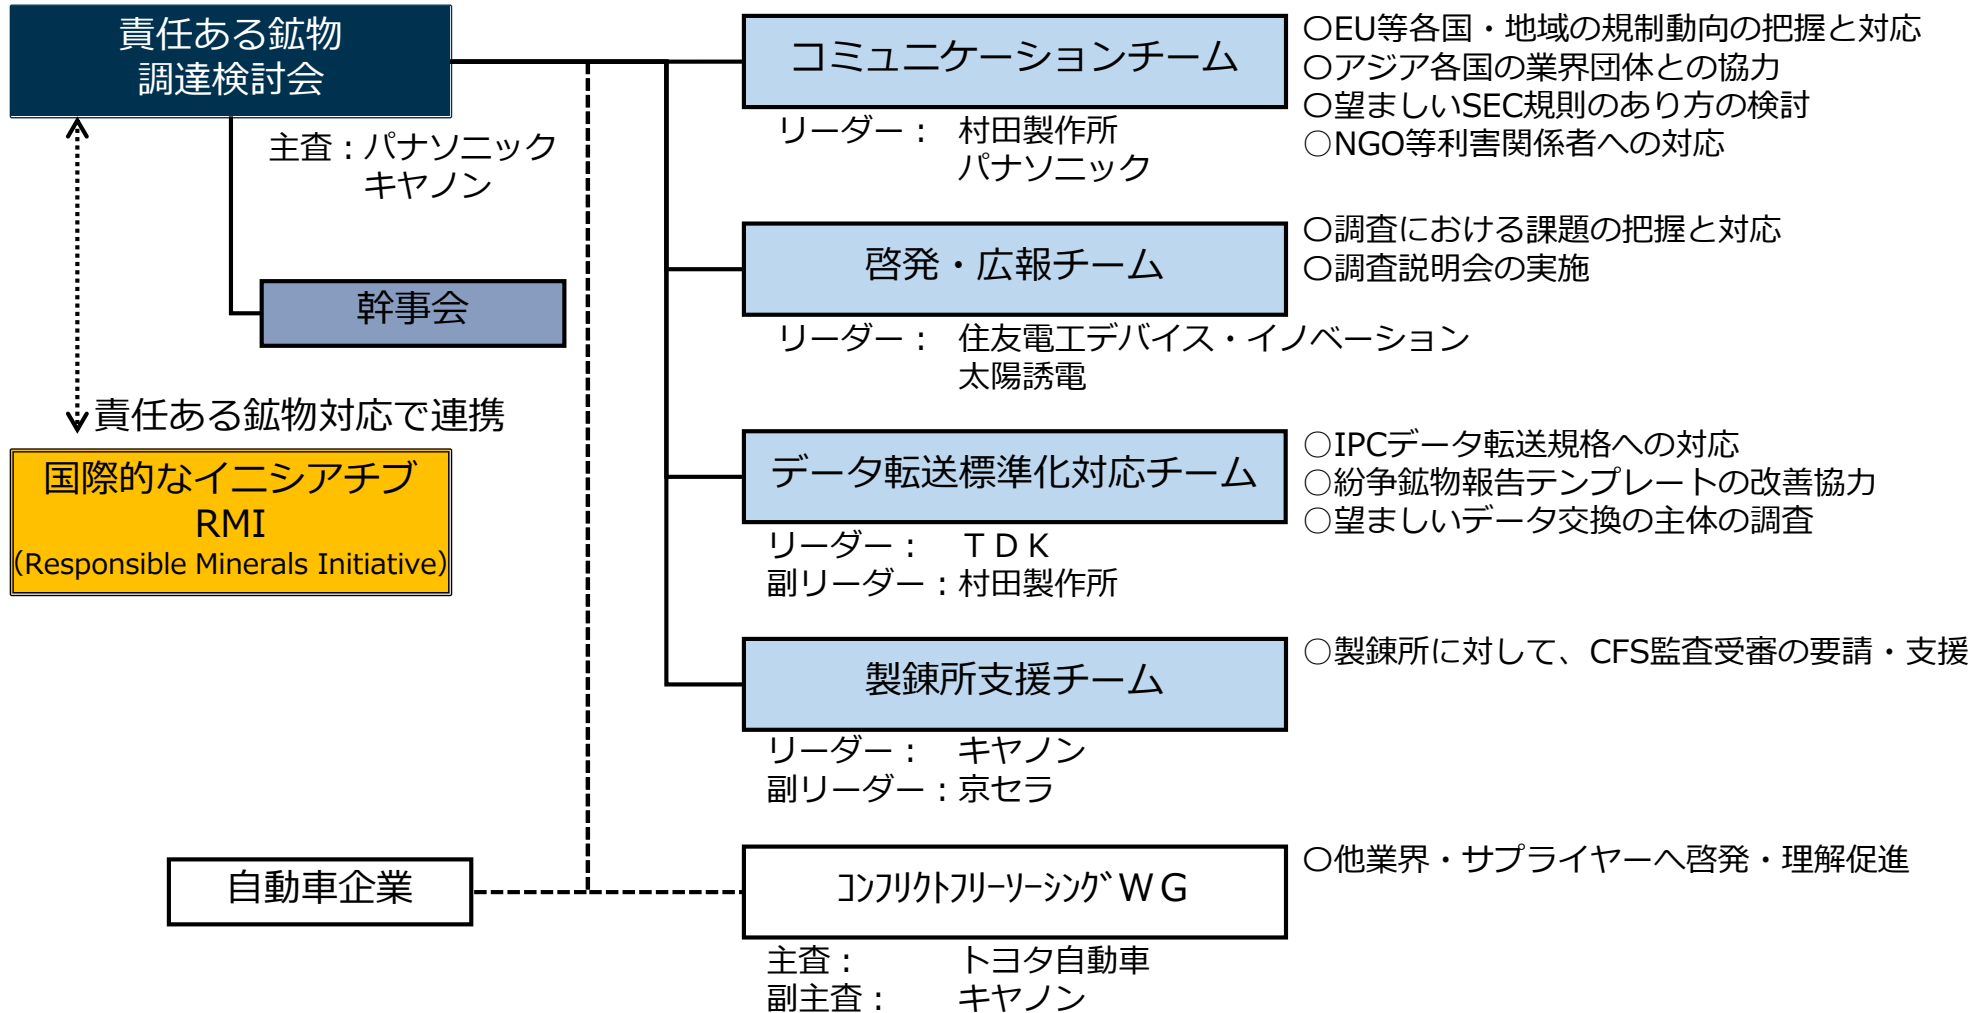 責任ある鉱物
調達検討会
主査：パナソニック
キヤノン
幹事会
責任ある鉱物対応で連携
国際的なイニシアチブ
RMI
（Responsible Minerals Initiative）
コミュニケーションチーム
リーダー： 村田製作所
パナソニック
〇EU等各国・地域の規制動向の把握と対応
〇アジア各国の業界団体との協力
〇望ましいSEC規則のあり方の検討
○NGO等利害関係者への対応
啓発・広報チーム
リーダー： 住友電工デバイス・イノベーション
太陽誘電
〇調査における課題の把握と対応
〇調査説明会の実施
データ転送標準化対応チーム
リーダー： ＴＤＫ
副リーダー：村田製作所
○IPCデータ転送規格への対応
○紛争鉱物報告テンプレートの改善協力
○望ましいデータ交換の主体の調査
製錬所支援チーム
リーダー： キヤノン
副リーダー：京セラ
○製錬所に対して、CFS監査受審の要請・支援
自動車企業
ｺﾝﾌﾘｸﾄﾌﾘｰｿｰｼﾝｸﾞＷＧ
主査： トヨタ自動車
副主査： キヤノン
〇他業界・サプライヤーへ啓発・理解促進